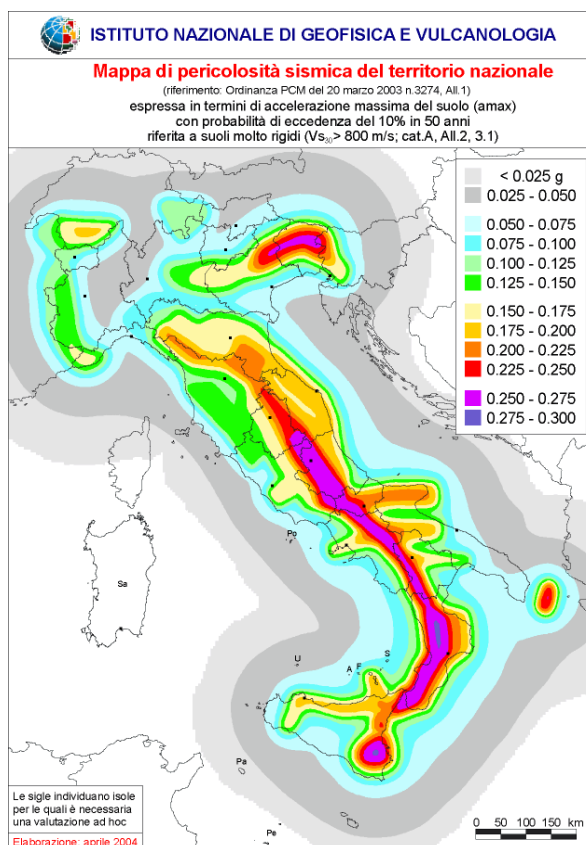 ISTITUTO NAZIONALE DI GEOFISICA E VULCANOLOGIA
Mappa di pericolosità sismica del territorio nazionale
(riferimento: Ordinanza PCM del 20 marzo 2003 n.3274, All.1)
espressa in termini di accelerazione massima del suolo (amax)
con probabilità di eccedenza del 10% in 50 anni
riferita a suoli molto rigidi (Vs30 > 800 m/s; cat.A, All.2, 3.1)
< 0.025 g
0.025 - 0.050
0.050 - 0.075
0.075 - 0.100
0.100 - 0.125
0.125 - 0.150
0.150 - 0.175
0.175 - 0.200
0.200 - 0.225
0.225 - 0.250
0.250 - 0.275
0.275 - 0.300
Po
Sa
U
A
F
S
Pa
Pe
Le sigle individuano isole
per le quali è necessaria
una valutazione ad hoc
Elaborazione: aprile 2004
0 50 100 150 km